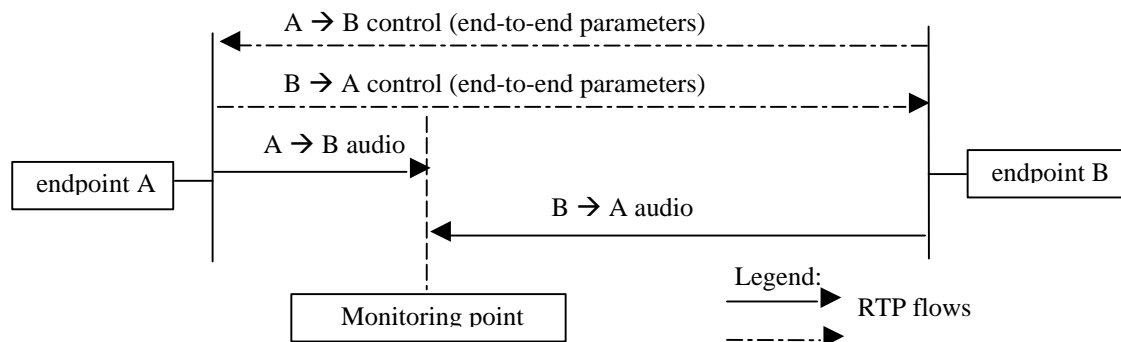 A → B control (end-to-end parameters)
B → A control (end-to-end parameters)
A → B audio
endpoint A
endpoint B
B → A audio
Legend:
Monitoring point
RTP flows